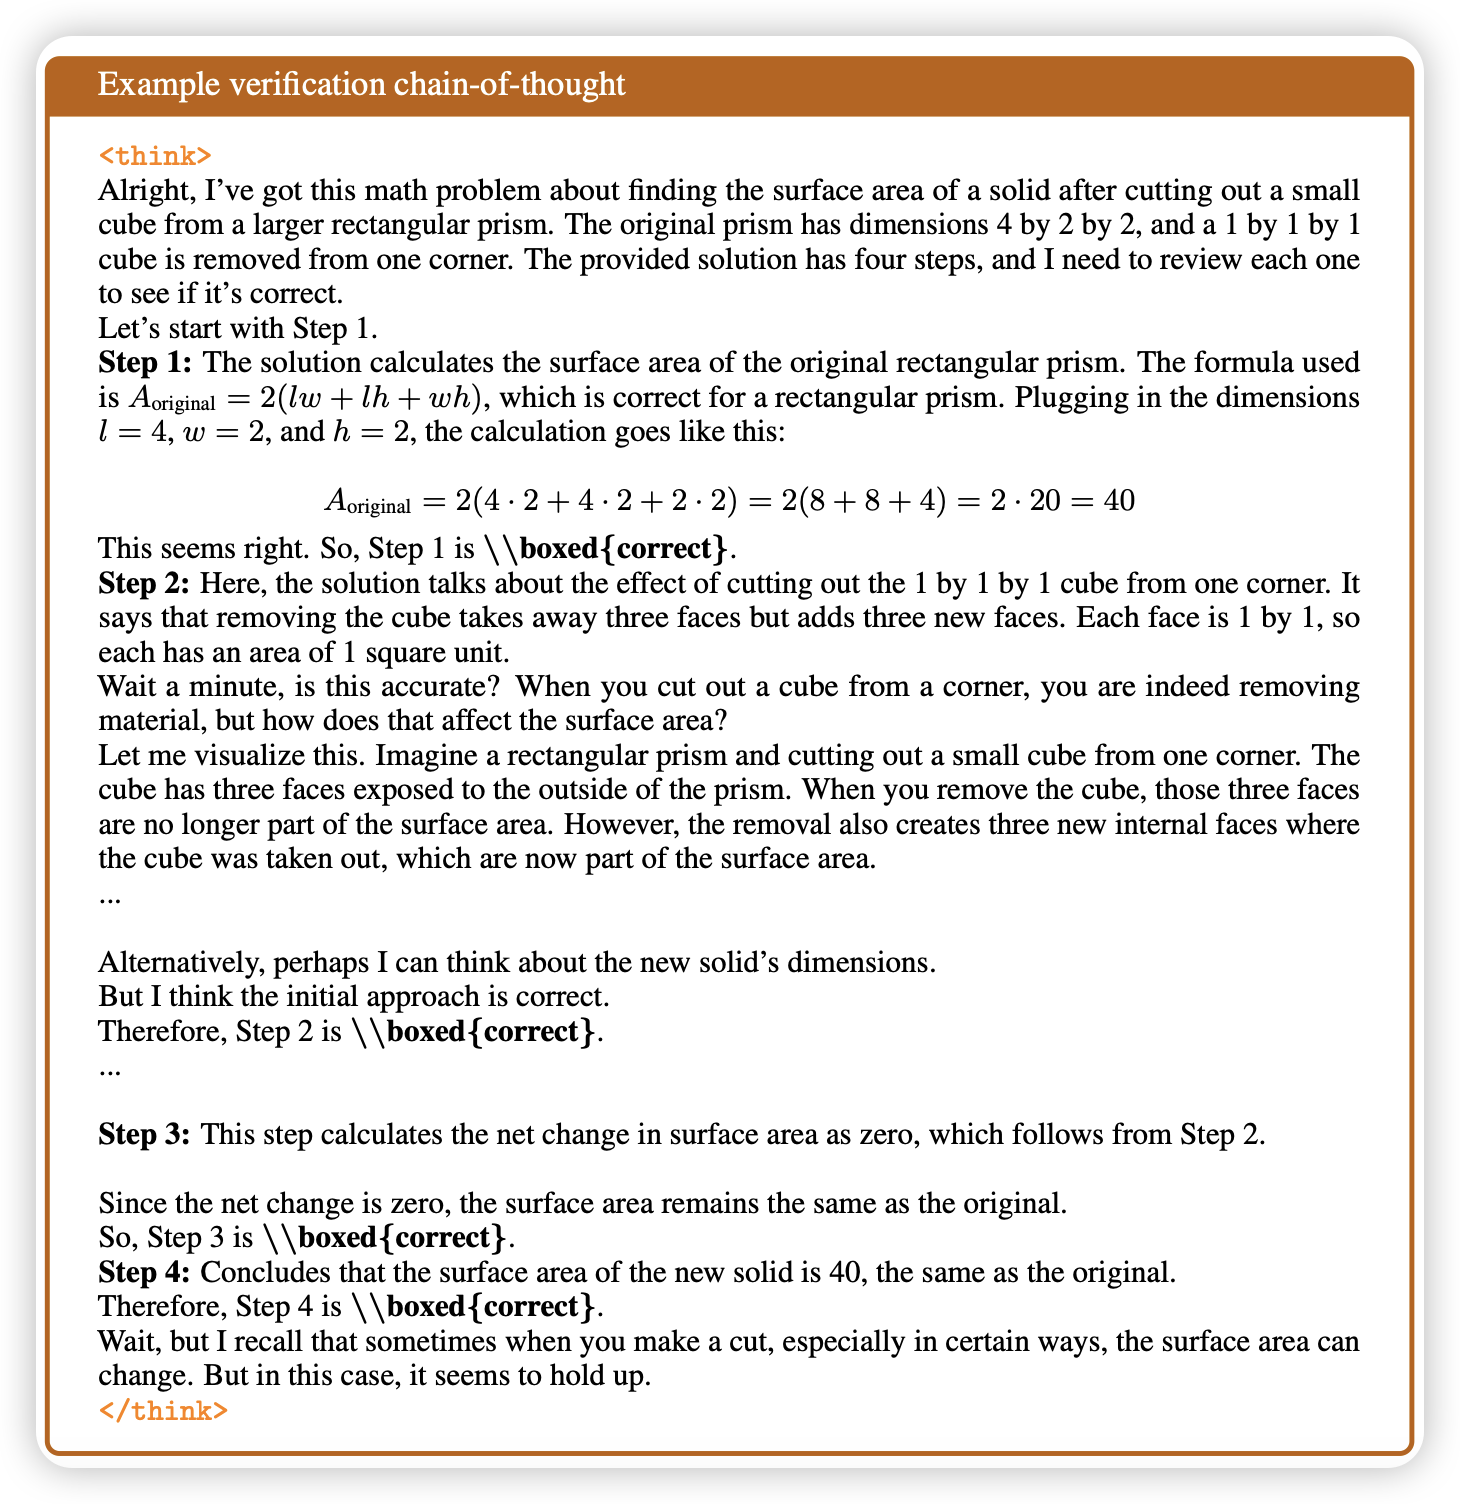 Example verification chain-of-thought
<think>
Alright, I’ve got this math problem about finding the surface area of a solid after cutting out a small
cube from a larger rectangular prism. The original prism has dimensions 4 by 2 by 2, and a 1 by 1 by 1
cube is removed from one corner. The provided solution has four steps, and I need to review each one
to see if it’s correct.
Let’s start with Step 1.
Step 1: The solution calculates the surface area of the original rectangular prism. The formula used
is A_original = 2(lw + lh + wh), which is correct for a rectangular prism. Plugging in the dimensions
l = 4, w = 2, and h = 2, the calculation goes like this:
A_original = 2(4 · 2 + 4 · 2 + 2 · 2) = 2(8 + 8 + 4) = 2 · 20 = 40
This seems right. So, Step 1 is \\boxed{correct}.
Step 2: Here, the solution talks about the effect of cutting out the 1 by 1 by 1 cube from one corner. It
says that removing the cube takes away three faces but adds three new faces. Each face is 1 by 1, so
each has an area of 1 square unit.
Wait a minute, is this accurate? When you cut out a cube from a corner, you are indeed removing
material, but how does that affect the surface area?
Let me visualize this. Imagine a rectangular prism and cutting out a small cube from one corner. The
cube has three faces exposed to the outside of the prism. When you remove the cube, those three faces
are no longer part of the surface area. However, the removal also creates three new internal faces where
the cube was taken out, which are now part of the surface area.
...
Alternatively, perhaps I can think about the new solid’s dimensions.
But I think the initial approach is correct.
Therefore, Step 2 is \\boxed{correct}.
...
Step 3: This step calculates the net change in surface area as zero, which follows from Step 2.
Since the net change is zero, the surface area remains the same as the original.
So, Step 3 is \\boxed{correct}.
Step 4: Concludes that the surface area of the new solid is 40, the same as the original.
Therefore, Step 4 is \\boxed{correct}.
Wait, but I recall that sometimes when you make a cut, especially in certain ways, the surface area can
change. But in this case, it seems to hold up.
</think>